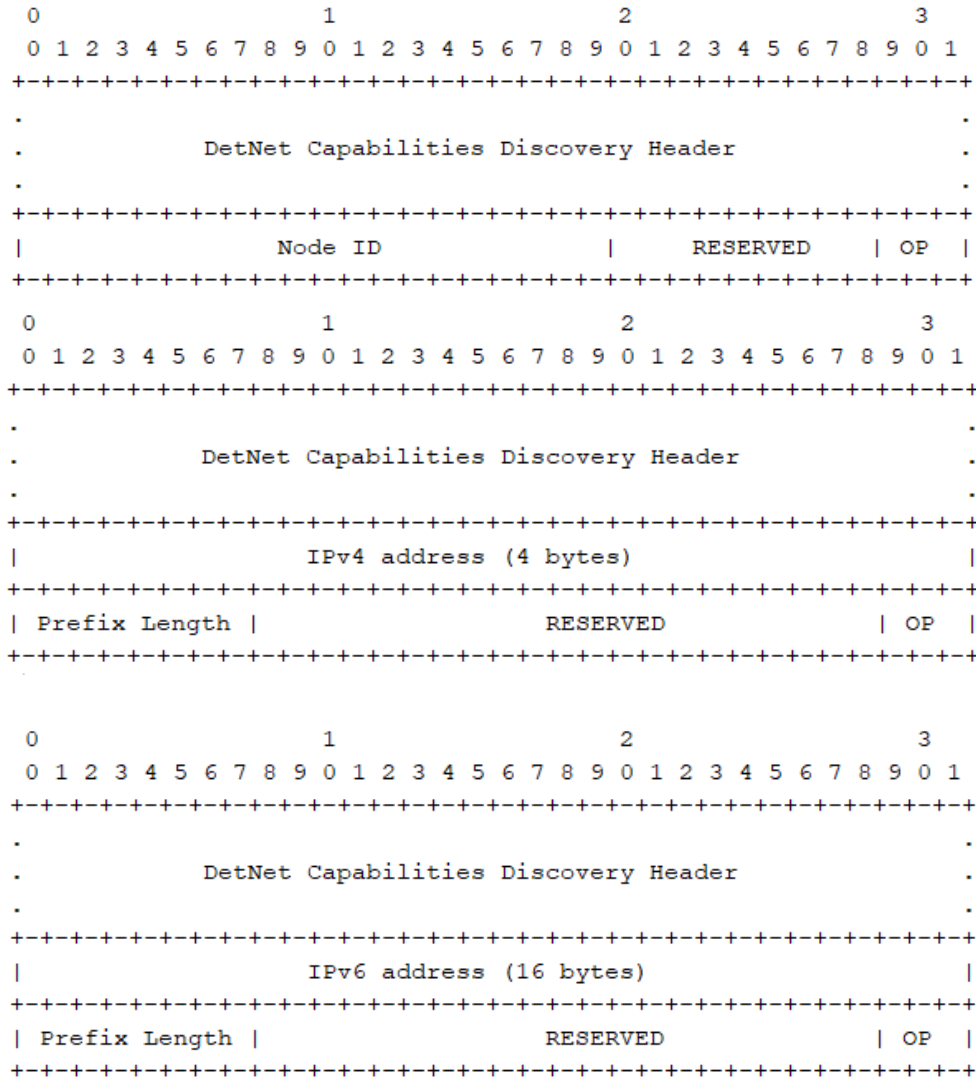 0                   1                   2                   3
 0 1 2 3 4 5 6 7 8 9 0 1 2 3 4 5 6 7 8 9 0 1 2 3 4 5 6 7 8 9 0 1
+-+-+-+-+-+-+-+-+-+-+-+-+-+-+-+-+-+-+-+-+-+-+-+-+-+-+-+-+-+-+-+-+
.                                                               .
.            DetNet Capabilities Discovery Header               .
.                                                               .
+-+-+-+-+-+-+-+-+-+-+-+-+-+-+-+-+-+-+-+-+-+-+-+-+-+-+-+-+-+-+-+-+
|                 Node ID               |     RESERVED    | OP  |
+-+-+-+-+-+-+-+-+-+-+-+-+-+-+-+-+-+-+-+-+-+-+-+-+-+-+-+-+-+-+-+-+
 0                   1                   2                   3
 0 1 2 3 4 5 6 7 8 9 0 1 2 3 4 5 6 7 8 9 0 1 2 3 4 5 6 7 8 9 0 1
+-+-+-+-+-+-+-+-+-+-+-+-+-+-+-+-+-+-+-+-+-+-+-+-+-+-+-+-+-+-+-+-+
.                                                               .
.            DetNet Capabilities Discovery Header               .
.                                                               .
+-+-+-+-+-+-+-+-+-+-+-+-+-+-+-+-+-+-+-+-+-+-+-+-+-+-+-+-+-+-+-+-+
|                   IPv4 address (4 bytes)                      |
+-+-+-+-+-+-+-+-+-+-+-+-+-+-+-+-+-+-+-+-+-+-+-+-+-+-+-+-+-+-+-+-+
| Prefix Length |                   RESERVED              | OP  |
+-+-+-+-+-+-+-+-+-+-+-+-+-+-+-+-+-+-+-+-+-+-+-+-+-+-+-+-+-+-+-+-+
 0                   1                   2                   3
 0 1 2 3 4 5 6 7 8 9 0 1 2 3 4 5 6 7 8 9 0 1 2 3 4 5 6 7 8 9 0 1
+-+-+-+-+-+-+-+-+-+-+-+-+-+-+-+-+-+-+-+-+-+-+-+-+-+-+-+-+-+-+-+-+
.                                                               .
.            DetNet Capabilities Discovery Header               .
.                                                               .
+-+-+-+-+-+-+-+-+-+-+-+-+-+-+-+-+-+-+-+-+-+-+-+-+-+-+-+-+-+-+-+-+
|                   IPv6 address (16 bytes)                     |
+-+-+-+-+-+-+-+-+-+-+-+-+-+-+-+-+-+-+-+-+-+-+-+-+-+-+-+-+-+-+-+-+
| Prefix Length |                   RESERVED              | OP  |
+-+-+-+-+-+-+-+-+-+-+-+-+-+-+-+-+-+-+-+-+-+-+-+-+-+-+-+-+-+-+-+-+